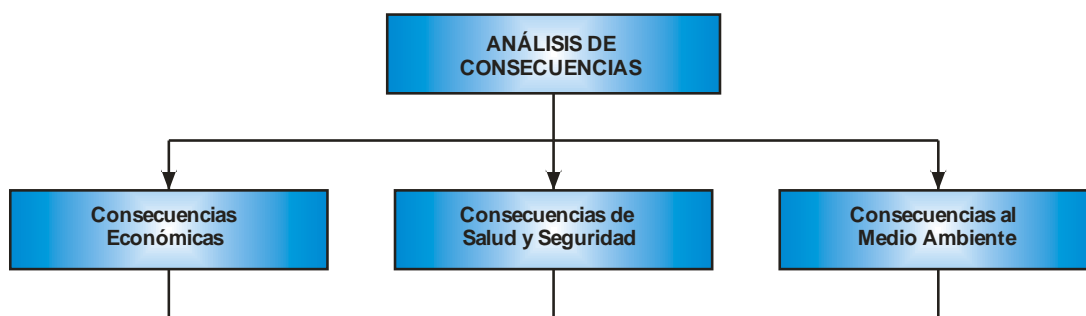 ANÁLISIS DE
CONSECUENCIAS
Consecuencias
Económicas
Consecuencias de
Salud y Seguridad
Consecuencias al
Medio Ambiente